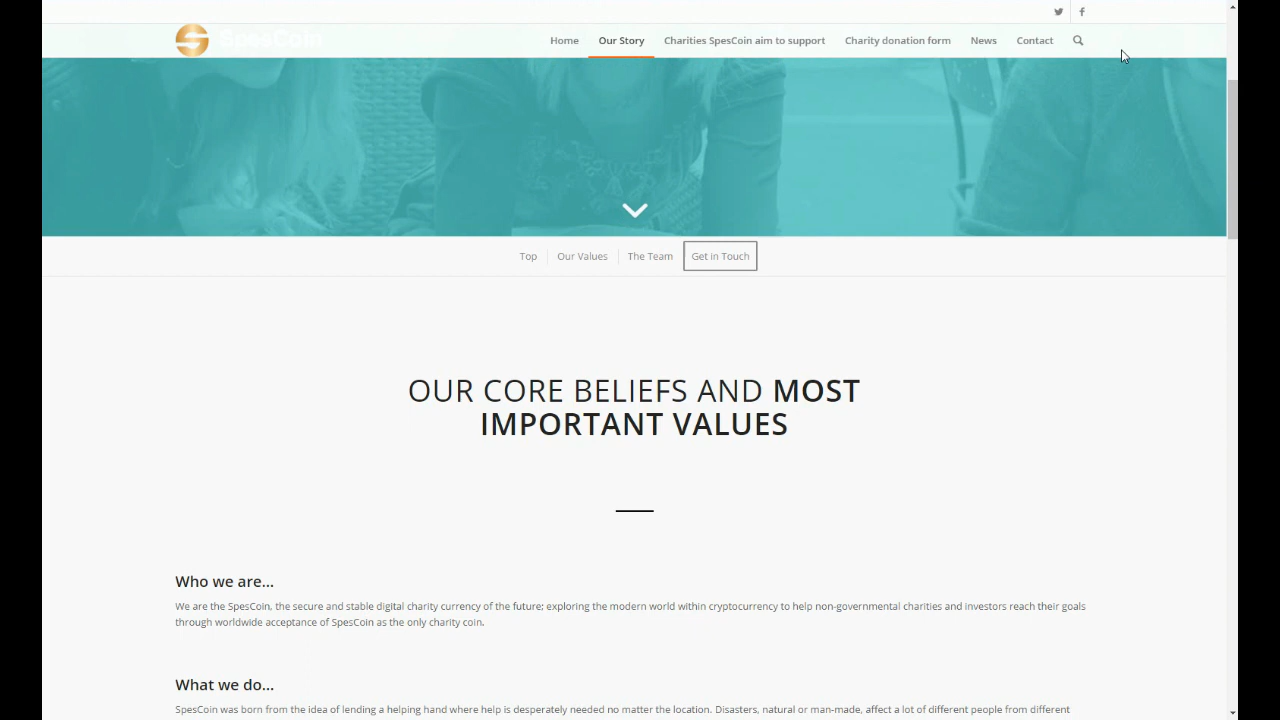 SpesCoin
Home Our Story Charities SpesCoin aim to support Charity donation form News Contact
Top Our Values The Team Get in Touch
OUR CORE BELIEFS AND MOST
IMPORTANT VALUES
Who we are...
We are the SpesCoin, the secure and stable digital charity currency of the future; exploring the modern world within cryptocurrency to help non-governmental charities and investors reach their goals
through worldwide acceptance of SpesCoin as the only charity coin.
What we do...
SpesCoin was born from the idea of lending a helping hand where help is desperately needed no matter the location. Disasters, natural or man-made, affect a lot of different people from different